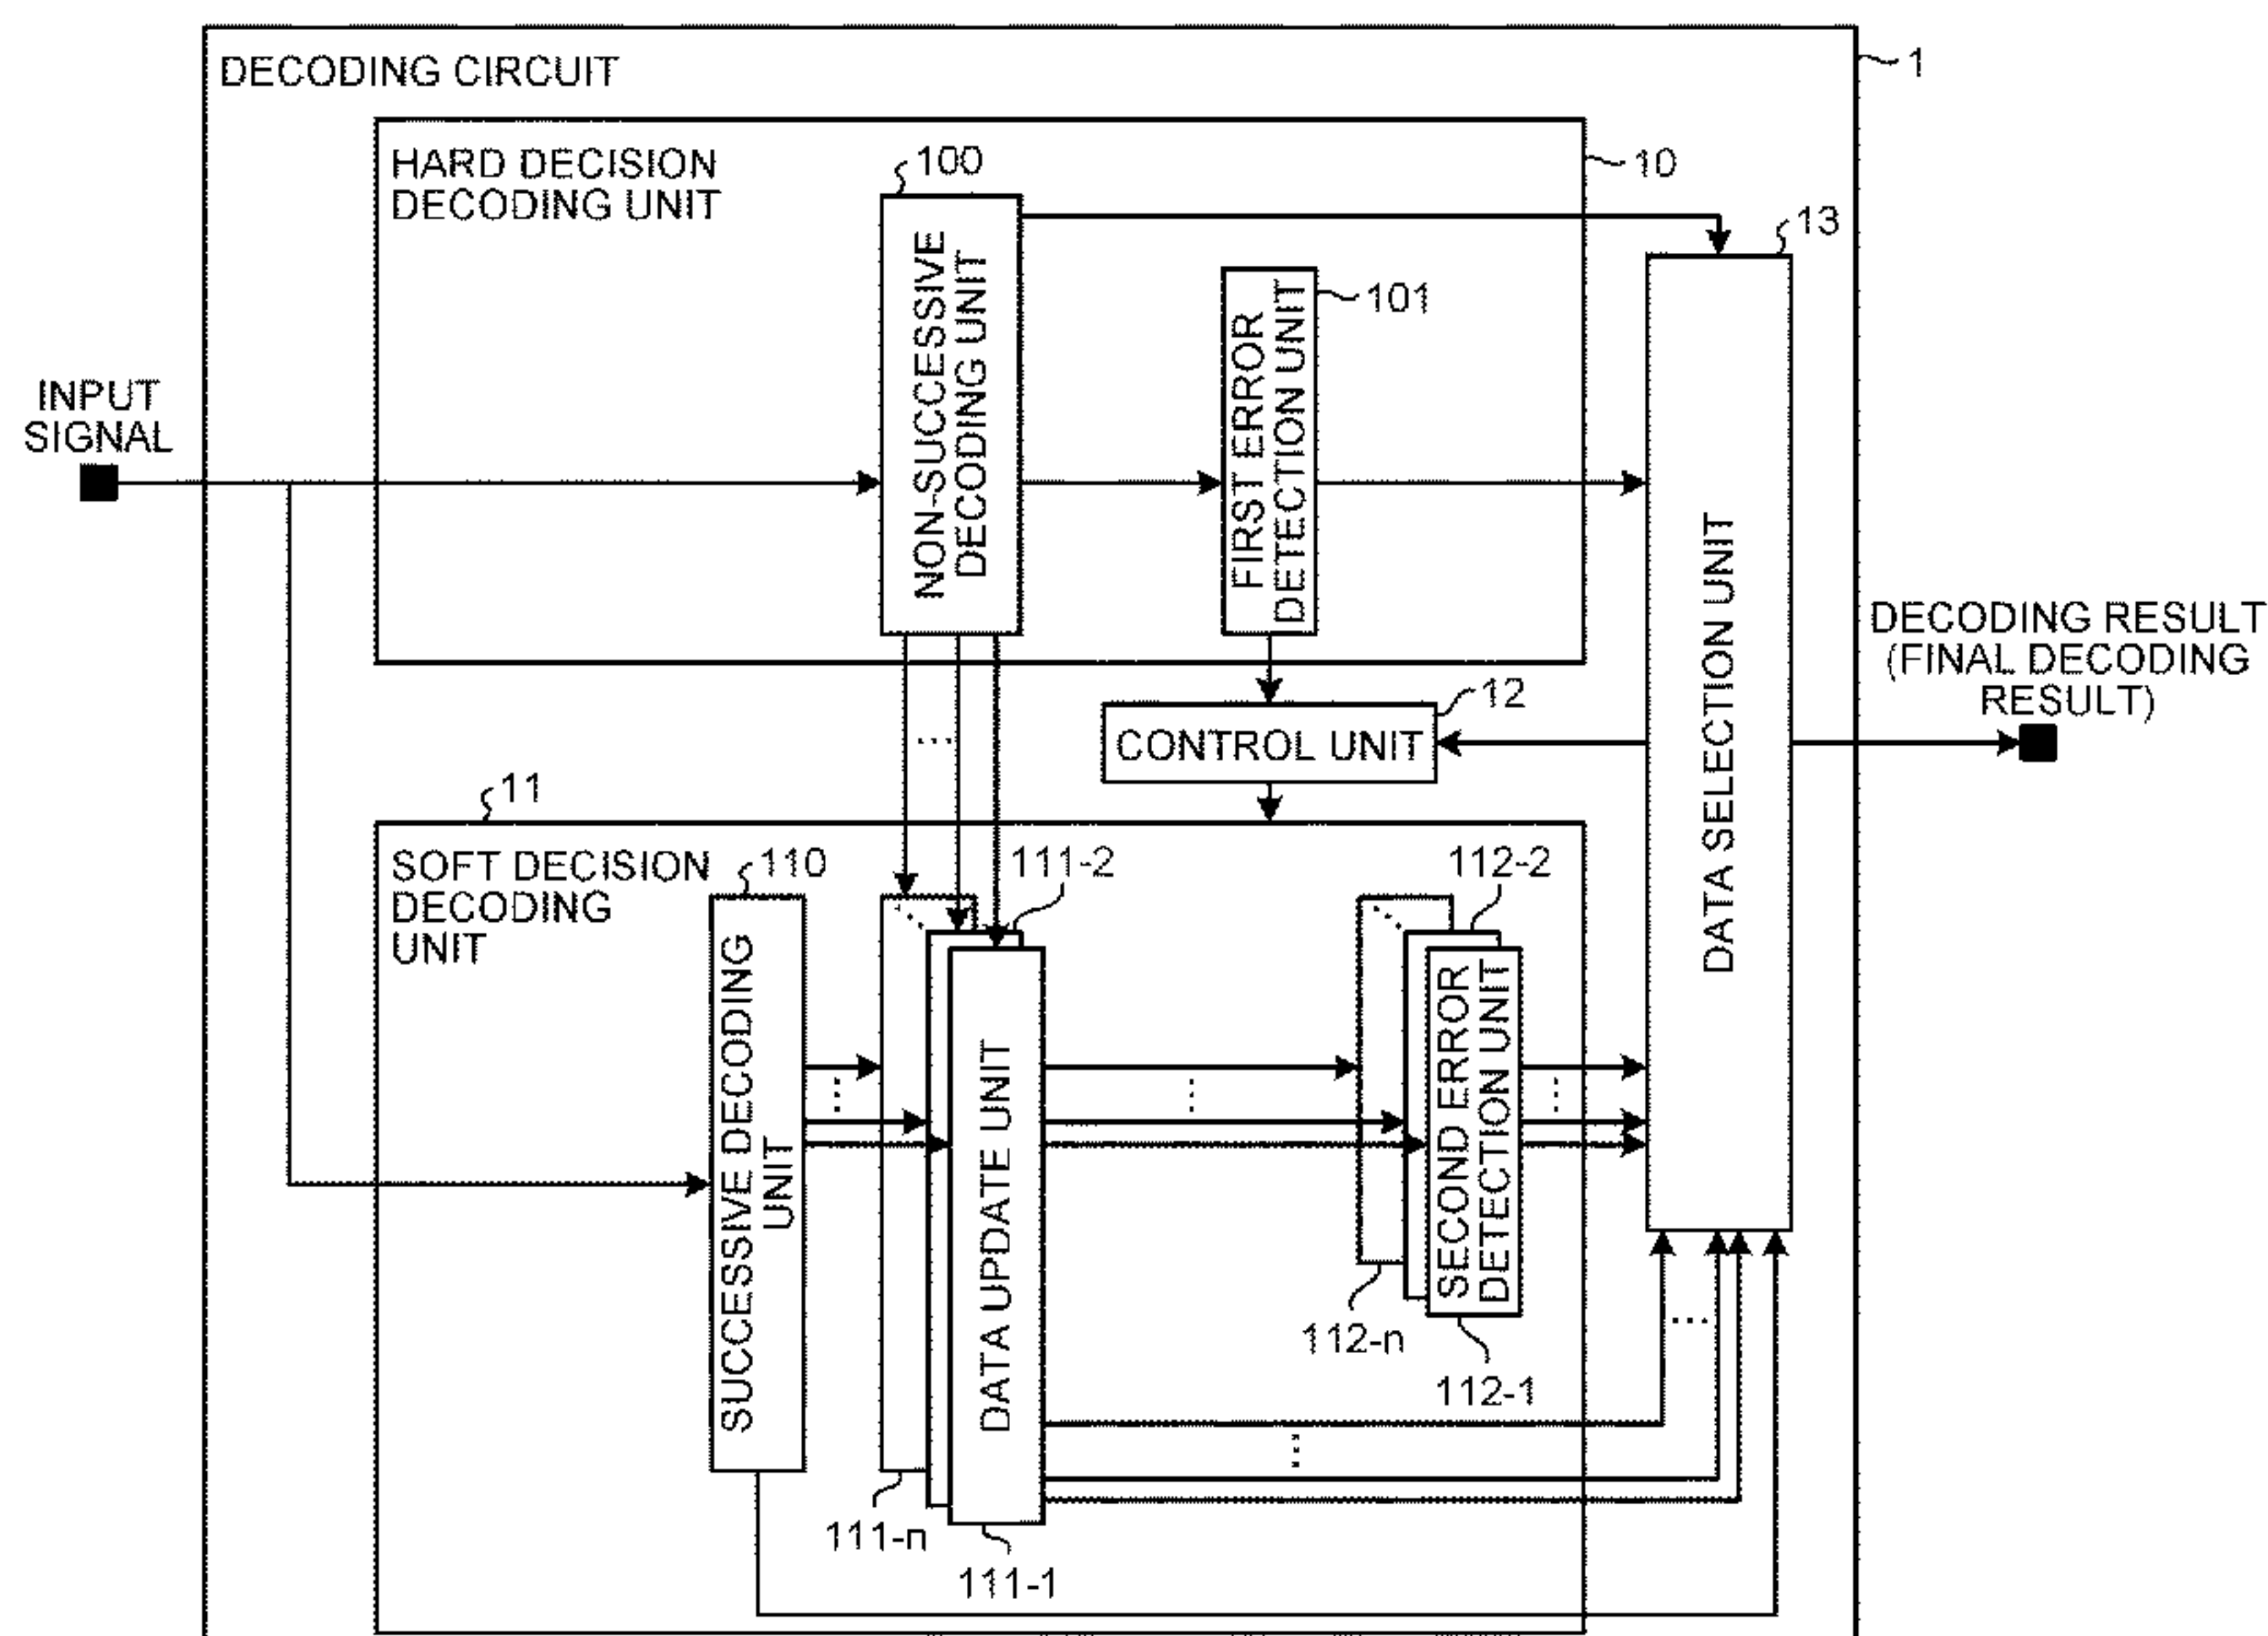 DECODING CIRCUIT
1
HARD DECISION
DECODING UNIT
100
10
13
NON-SUCCESSIVE
DECODING UNIT
101
FIRST ERROR
DETECTION UNIT
INPUT
SIGNAL
DATA SELECTION UNIT
DECODING RESULT
(FINAL DECODING
RESULT)
12
CONTROL UNIT
...
11
SOFT DECISION
DECODING
UNIT
110
111-2
112-2
SUCCESSIVE DECODING
UNIT
DATA UPDATE UNIT
SECOND ERROR
DETECTION UNIT
112-n
112-1
111-n
111-1